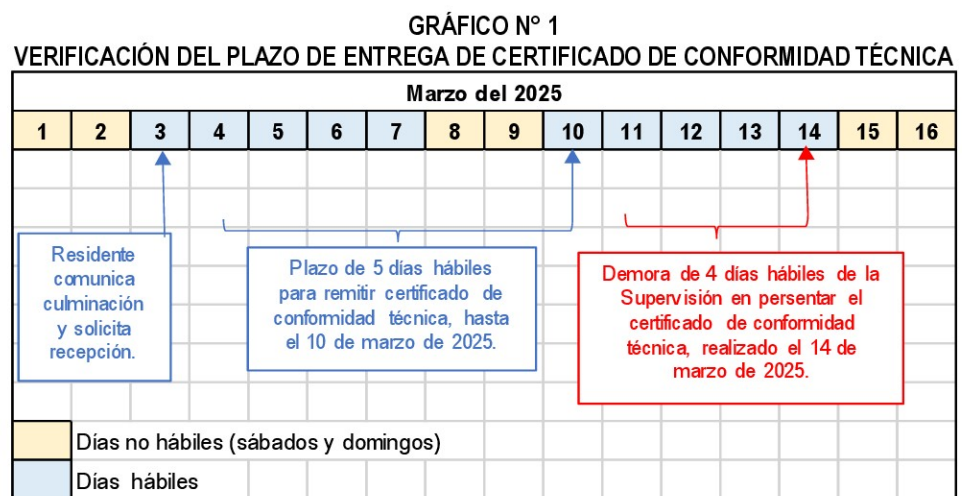 GRÁFICO N° 1
VERIFICACIÓN DEL PLAZO DE ENTREGA DE CERTIFICADO DE CONFORMIDAD TÉCNICA
Marzo del 2025
1 2 3 4 5 6 7 8 9 10 11 12 13 14 15 16
Residente
comunica
culminación
y solicita
recepción.
Plazo de 5 días hábiles
para remitir certificado de
conformidad técnica, hasta
el 10 de marzo de 2025.
Demora de 4 días hábiles de la
Supervisión en persentar el
certificado de conformidad
técnica, realizado el 14 de
marzo de 2025.
Días no hábiles (sábados y domingos)
Días hábiles